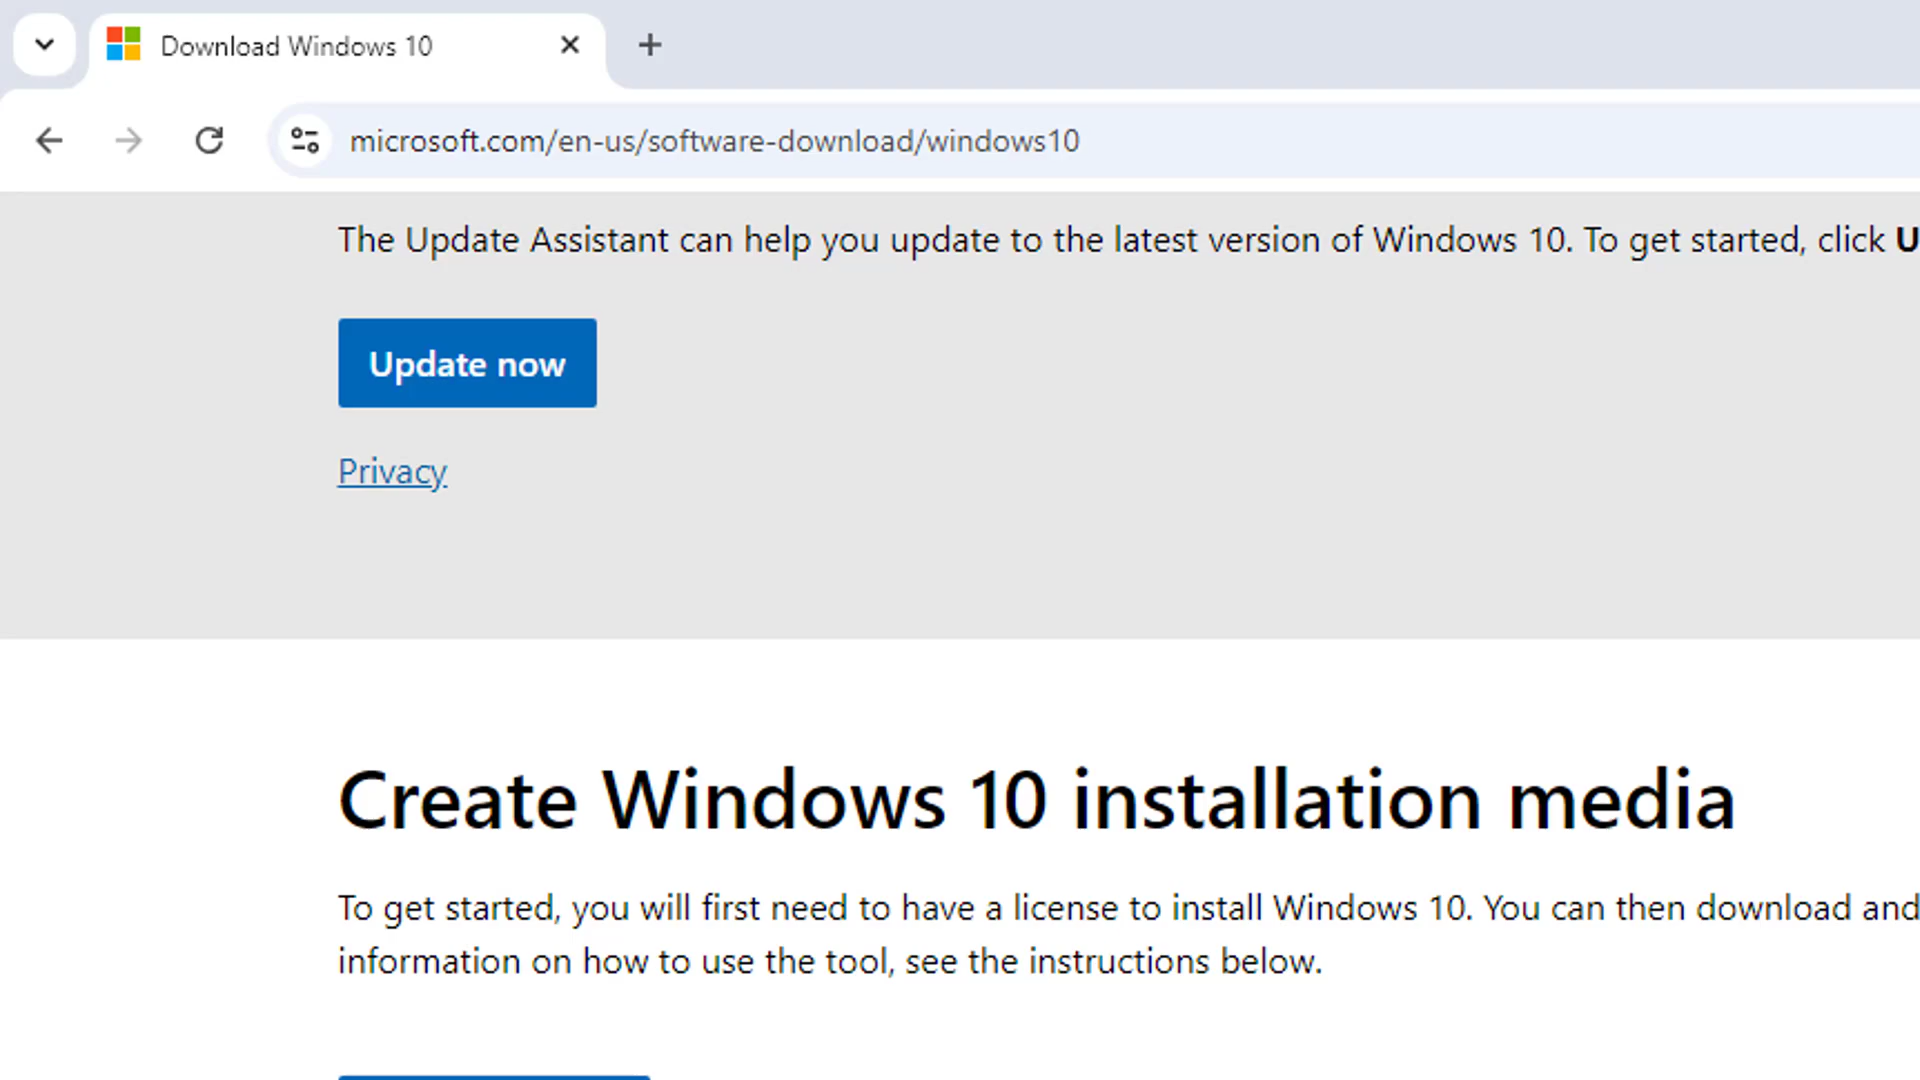 Download Windows 10
microsoft.com/en-us/software-download/windows10
The Update Assistant can help you update to the latest version of Windows 10. To get started, click U
Update now
Privacy
Create Windows 10 installation media
To get started, you will first need to have a license to install Windows 10. You can then download and
information on how to use the tool, see the instructions below.